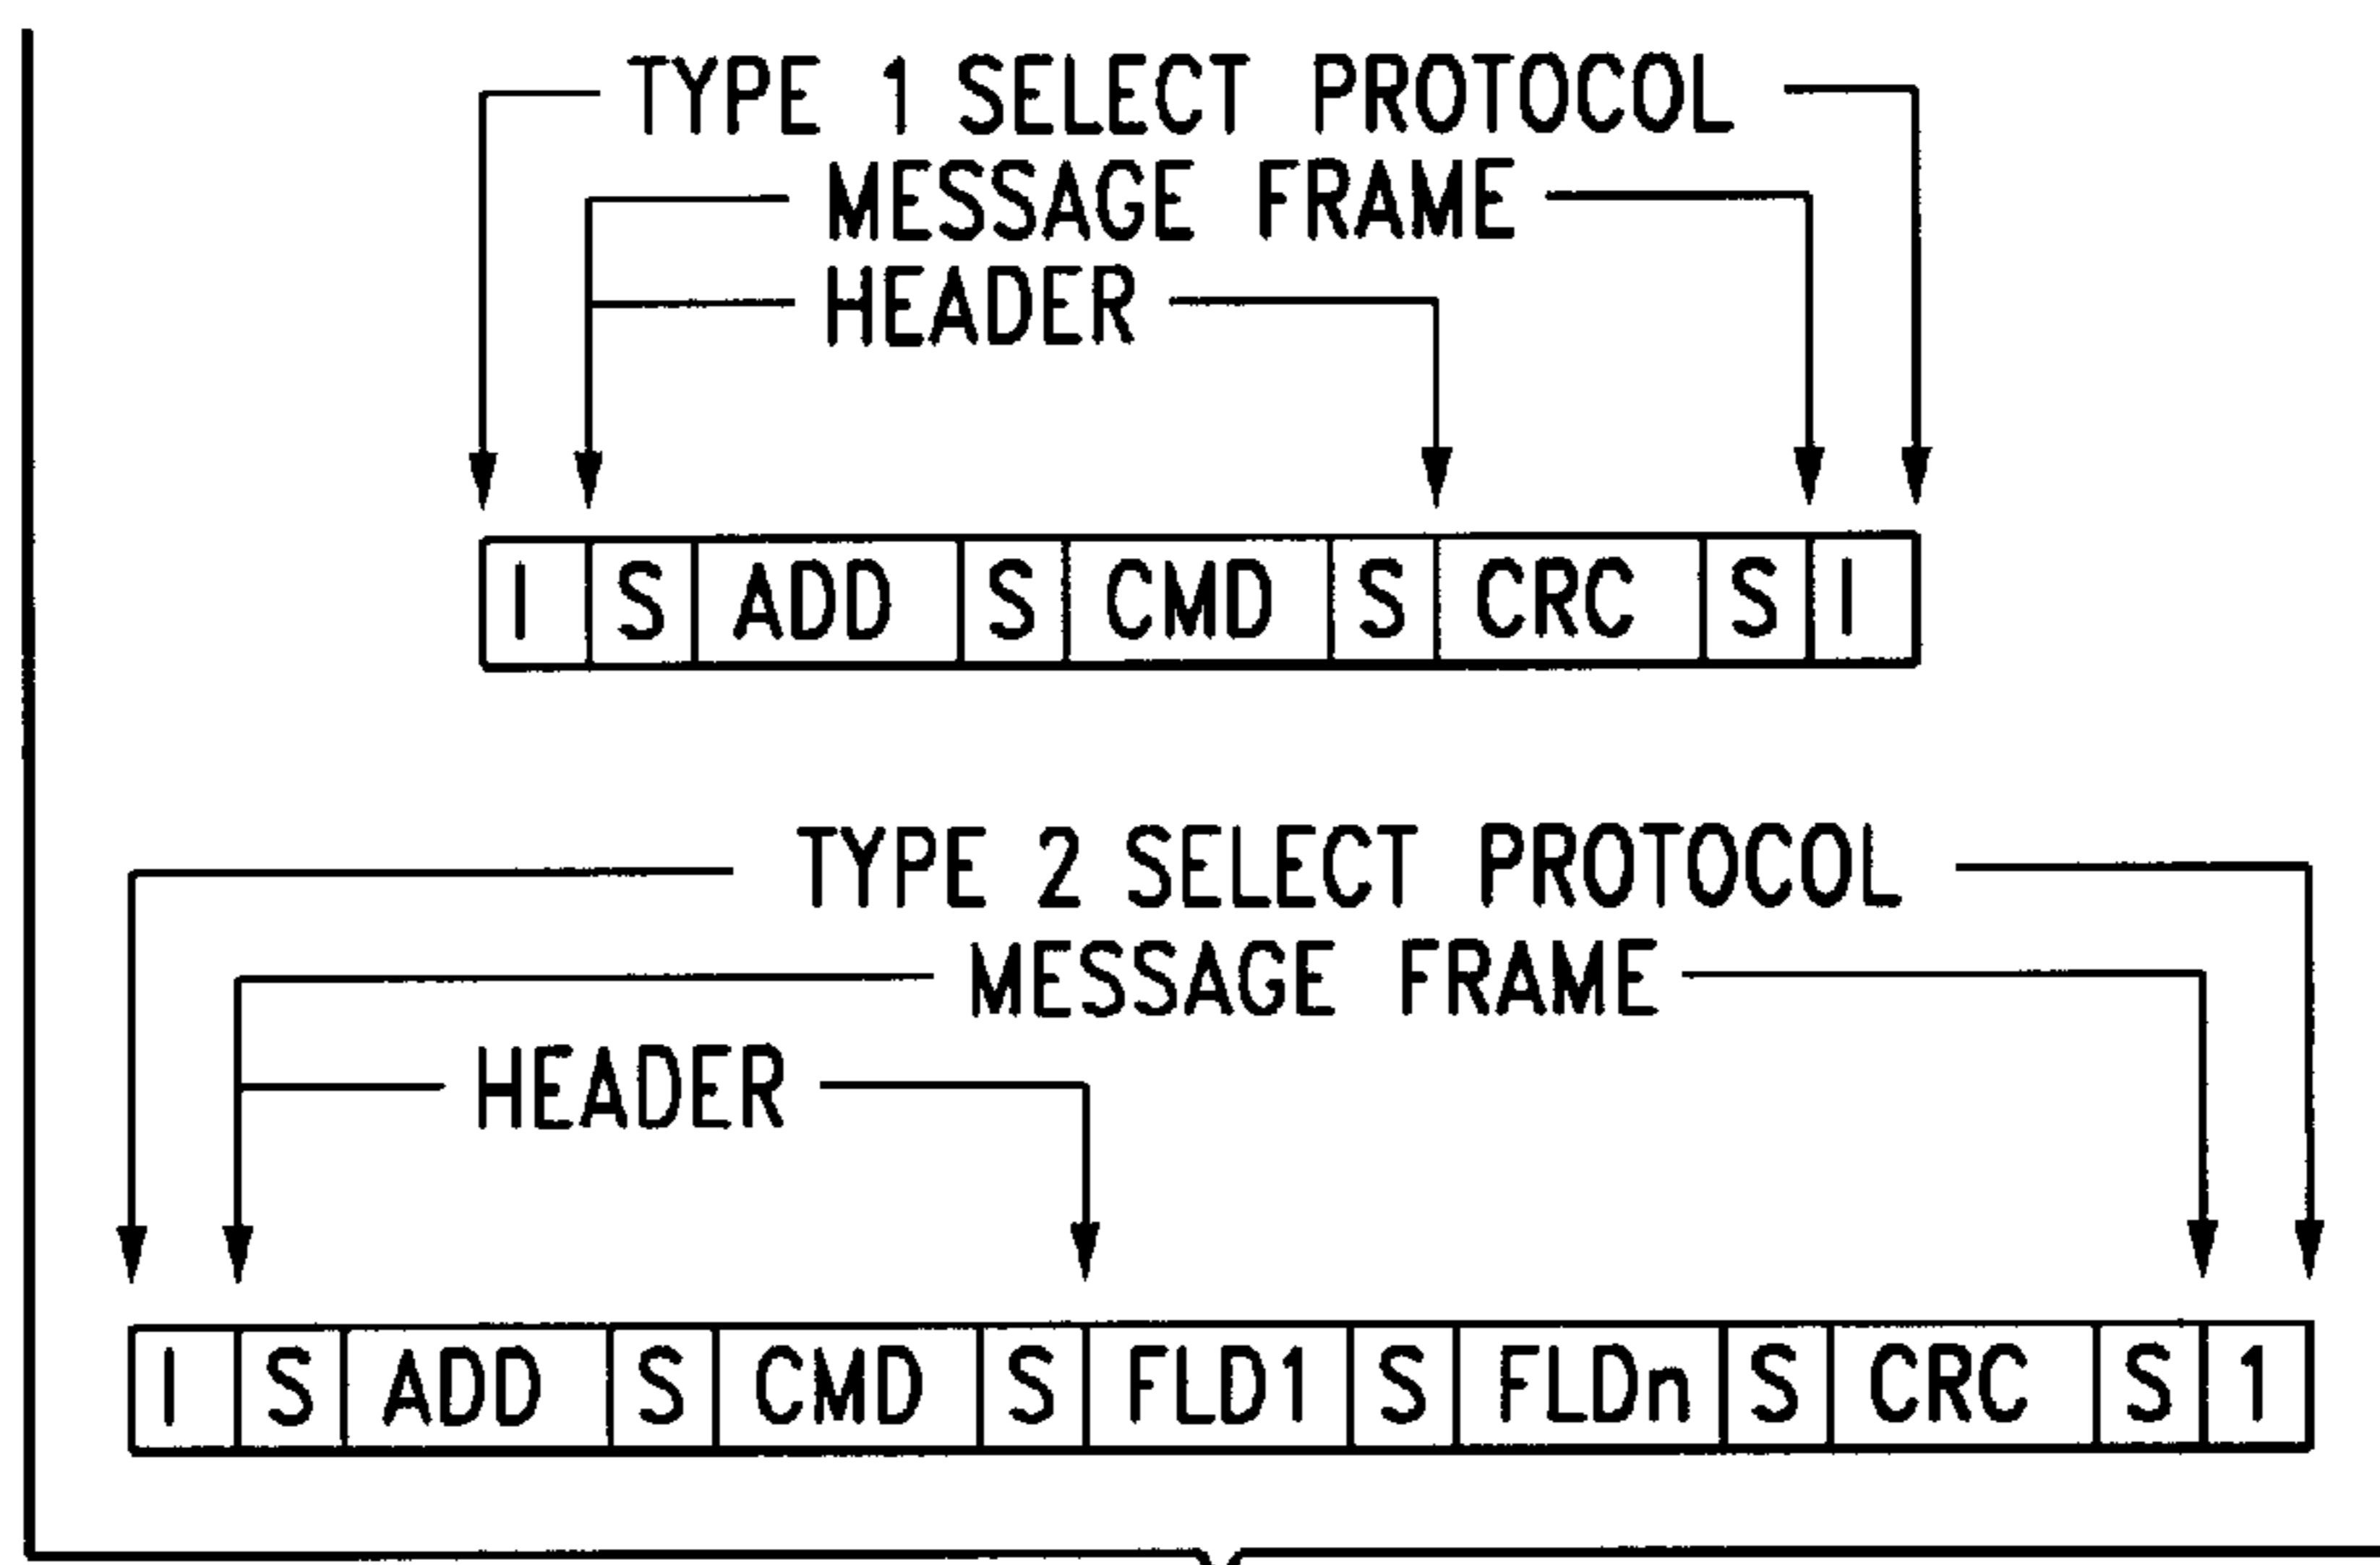 TYPE 1 SELECT PROTOCOL
MESSAGE FRAME
HEADER
I S ADD S CMD S CRC S I
TYPE 2 SELECT PROTOCOL
MESSAGE FRAME
HEADER
I S ADD S CMD S FLD1 S FLDn S CRC S 1